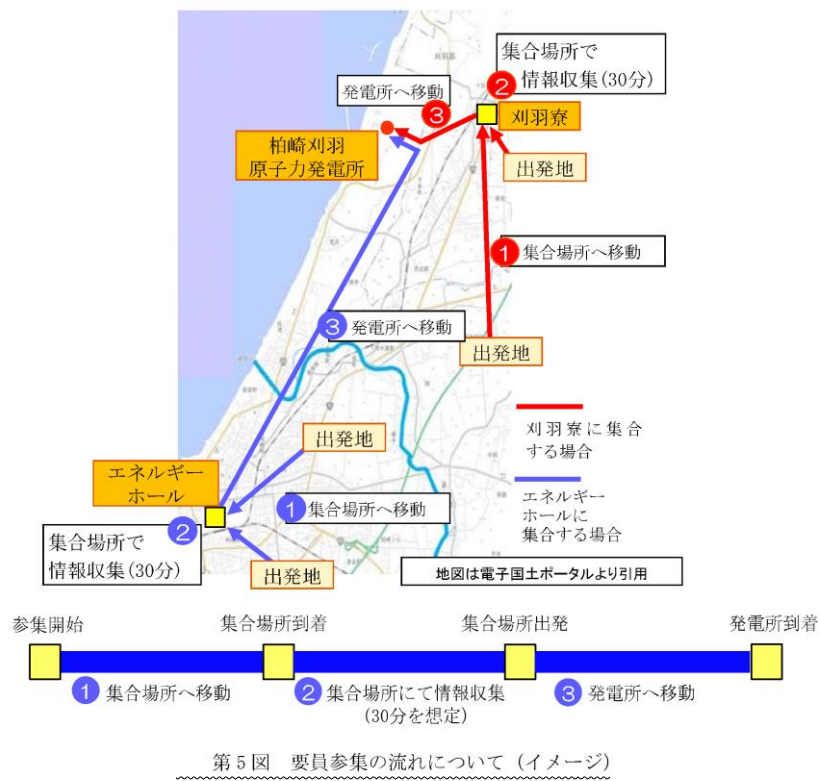 集合場所で
情報収集(30分)
②
発電所へ移動
③
刈羽寮
柏崎刈羽
原子力発電所
出発地
①
集合場所へ移動
③
発電所へ移動
出発地
刈羽寮に集合
する場合
出発地
エネルギー
ホール
エネルギー
ホールに
集合する場合
①
集合場所へ移動
②
集合場所で
情報収集(30分)
出発地
地図は電子国土ポータルより引用
参集開始
集合場所到着
集合場所出発
発電所到着
① 集合場所へ移動
② 集合場所にて情報収集
(30分を想定)
③ 発電所へ移動
第5図 要員参集の流れについて(イメージ)